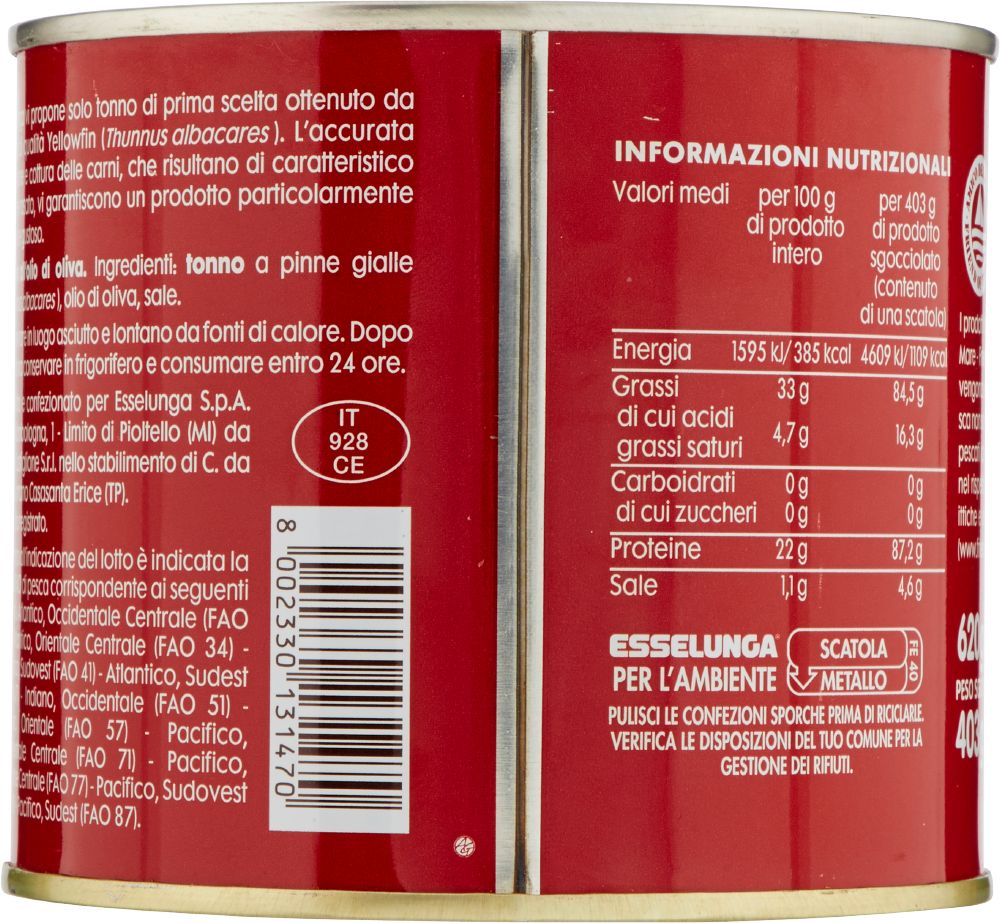 vi propone solo tonno di prima scelta ottenuto da
qualità Yellowfin (Thunnus albacares). L'accurata
e cottura delle carni, che risultano di caratteristico
vi garantiscono un prodotto particolarmente
olio di oliva. Ingredienti: tonno a pinne gialle
albacares), olio di oliva, sale.
in luogo asciutto e lontano da fonti di calore. Dopo
conservare in frigorifero e consumare entro 24 ore.
e confezionato per Esselunga S.p.A.
1 - Limito di Pioltello (MI) da
S.r.l. nello stabilimento di C. da
Casasanta Erice (TP).
IT
928
CE
8 002330 131470
l'indicazione del lotto è indicata la
di pesca corrispondente ai seguenti
Occidentale Centrale (FAO
Orientale Centrale (FAO 34) -
Sudovest (FAO 41) - Atlantico, Sudest
- Indiano, Occidentale (FAO 51) -
Orientale (FAO 57) - Pacifico,
Centrale (FAO 71) - Pacifico,
Centrale (FAO 77) - Pacifico, Sudovest
Sudest (FAO 87).
INFORMAZIONI NUTRIZIONALI
Valori medi per 100 g di prodotto intero per 403 g di prodotto sgocciolato (contenuto di una scatola)
Energia 1595 kJ/385 kcal 4609 kJ/1109 kcal
Grassi 33 g 84,5 g
di cui acidi
grassi saturi 4,7 g 16,3 g
Carboidrati 0 g 0 g
di cui zuccheri 0 g 0 g
Proteine 22 g 87,2 g
Sale 1,1 g 4,6 g
ESSELUNGA
PER L'AMBIENTE
SCATOLA
METALLO
FE 40
PULISCI LE CONFEZIONI SPORCHE PRIMA DI RICICLARLE.
VERIFICA LE DISPOSIZIONI DEL TUO COMUNE PER LA
GESTIONE DEI RIFIUTI.
I
Mare -
nel
ittiche
620
PESO
403